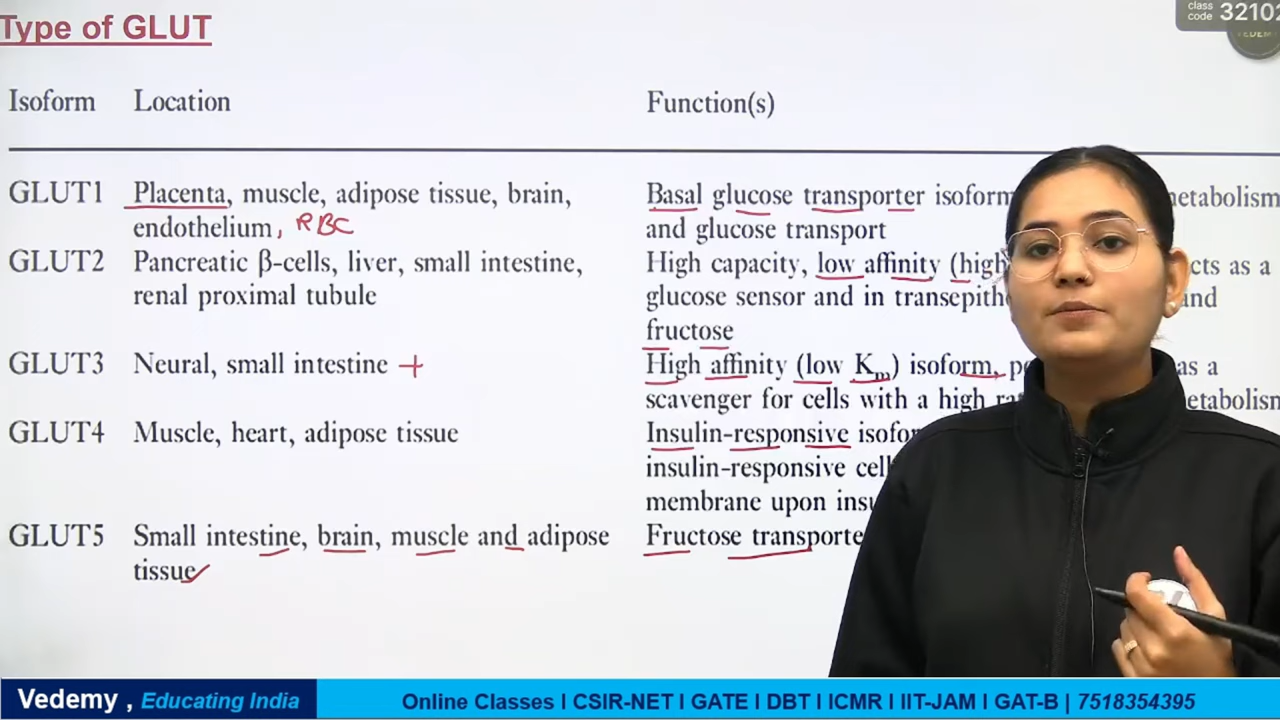 Type of GLUT
class
code 32102
Isoform Location Function(s)
GLUT1 Placenta, muscle, adipose tissue, brain, Basal glucose transporter isoform
endothelium, RBC and glucose transport
GLUT2 Pancreatic β-cells, liver, small intestine, High capacity, low affinity (high cts as a
renal proximal tubule glucose sensor and in transepith and
fructose
GLUT3 Neural, small intestine + High affinity (low Km) isoform, as a
scavenger for cells with a high etabolism
GLUT4 Muscle, heart, adipose tissue Insulin-responsive isofor
insulin-responsive cell
membrane upon insu
GLUT5 Small intestine, brain, muscle and adipose Fructose transporte
tissue
Vedemy , Educating India Online Classes I CSIR-NET I GATE I DBT I ICMR I IIT-JAM I GAT-B | 7518354395